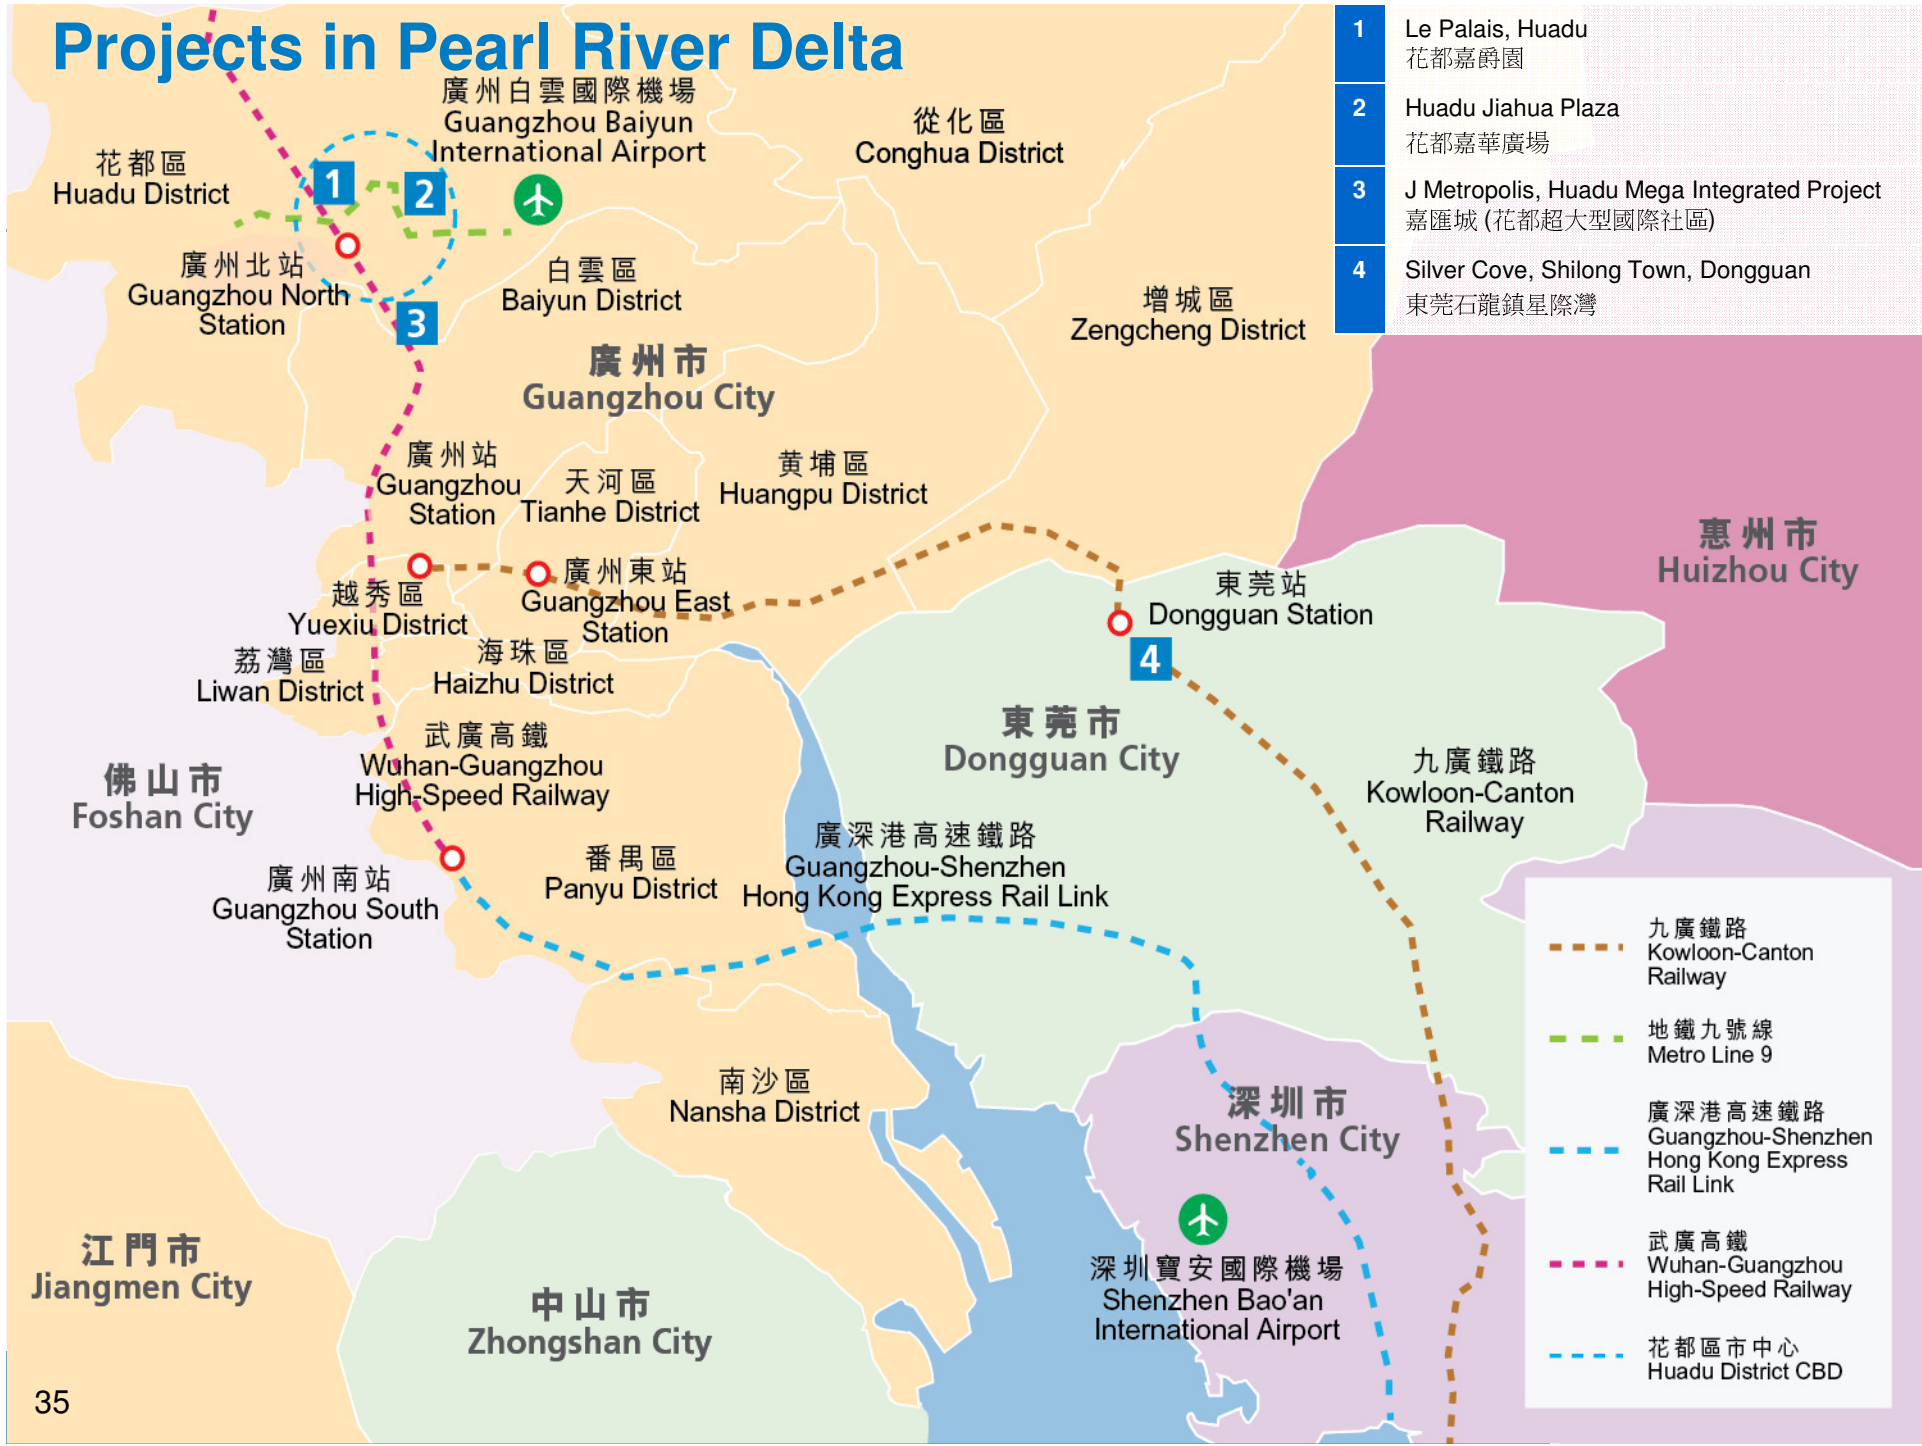 Projects in Pearl River Delta
1
Le Palais, Huadu
花都嘉爵園
2
Huadu Jiahua Plaza
花都嘉華廣場
3
J Metropolis, Huadu Mega Integrated Project
嘉匯城 (花都超大型國際社區)
4
Silver Cove, Shilong Town, Dongguan
東莞石龍鎮星際灣
廣州白雲國際機場
Guangzhou Baiyun
International Airport
從化區
Conghua District
花都區
Huadu District
1
2
廣州北站
Guangzhou North
Station
白雲區
Baiyun District
3
增城區
Zengcheng District
廣州市
Guangzhou City
廣州站
Guangzhou
Station
天河區
Tianhe District
黄埔區
Huangpu District
惠州市
Huizhou City
越秀區
Yuexiu District
廣州東站
Guangzhou East
Station
東莞站
Dongguan Station
4
荔灣區
Liwan District
海珠區
Haizhu District
東莞市
Dongguan City
武廣高鐵
Wuhan-Guangzhou
High-Speed Railway
佛山市
Foshan City
九廣鐵路
Kowloon-Canton
Railway
廣深港高速鐵路
Guangzhou-Shenzhen
Hong Kong Express Rail Link
番禺區
Panyu District
廣州南站
Guangzhou South
Station
南沙區
Nansha District
深圳市
Shenzhen City
深圳寶安國際機場
Shenzhen Bao'an
International Airport
江門市
Jiangmen City
中山市
Zhongshan City
九廣鐵路
Kowloon-Canton
Railway
地鐵九號線
Metro Line 9
廣深港高速鐵路
Guangzhou-Shenzhen
Hong Kong Express
Rail Link
武廣高鐵
Wuhan-Guangzhou
High-Speed Railway
花都區市中心
Huadu District CBD
35